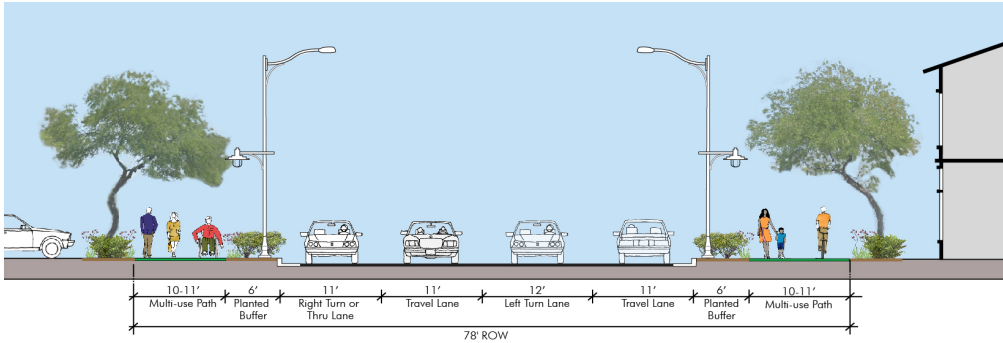 10-11’ 6’ 11’ 11’ 12’ 11’ 6’ 10-11’
Multi-use Path Planted Right Turn or Travel Lane Left Turn Lane Travel Lane Planted Multi-use Path
Buffer Thru Lane Buffer
78' ROW